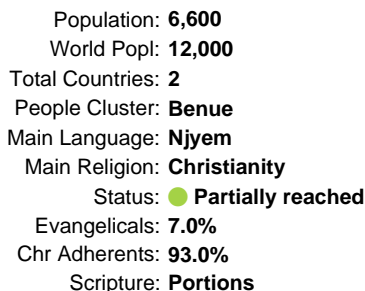 Population: 6,600
World Popl: 12,000
Total Countries: 2
People Cluster: Benue
Main Language: Njyem
Main Religion: Christianity
Status: Partially reached
Evangelicals: 7.0%
Chr Adherents: 93.0%
Scripture: Portions